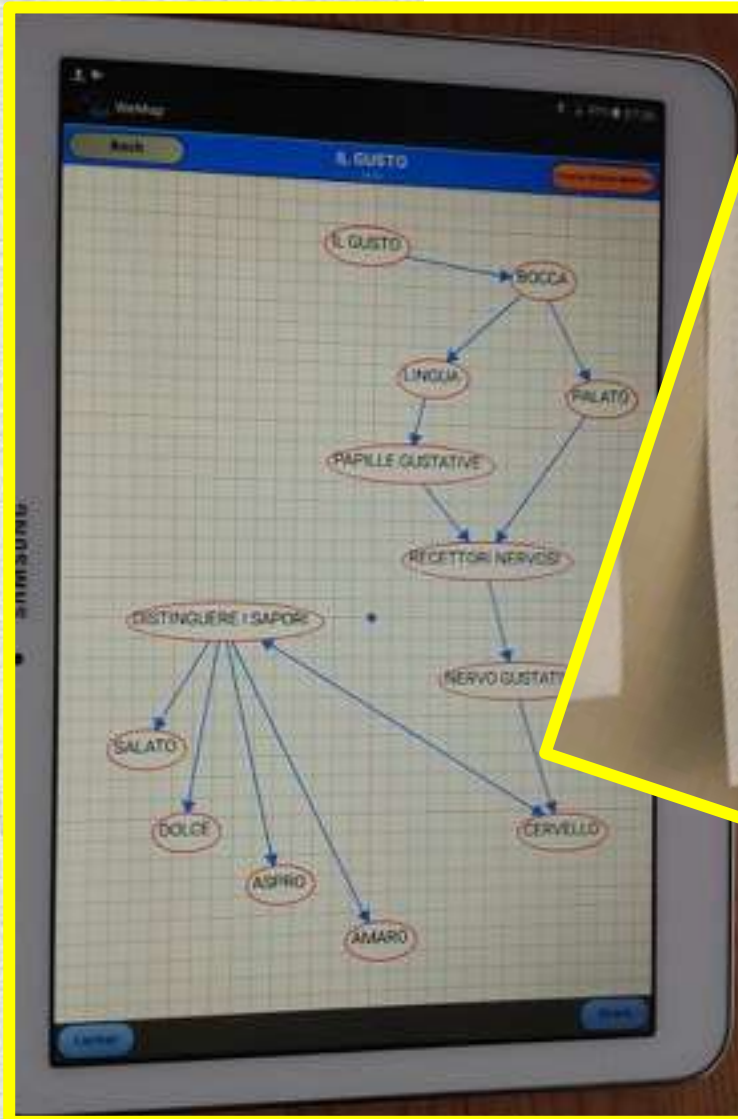 WeMap
Back
IL GUSTO
IL GUSTO
BOCCA
LINGUA
PALATO
PAPILLE GUSTATIVE
RECETTORI NERVOSI
DISTINGUERE I SAPORI
NERVO GUSTATI
SALATO
DOLCE
CERVELLO
ASPRO
AMARO
SAMSUNG